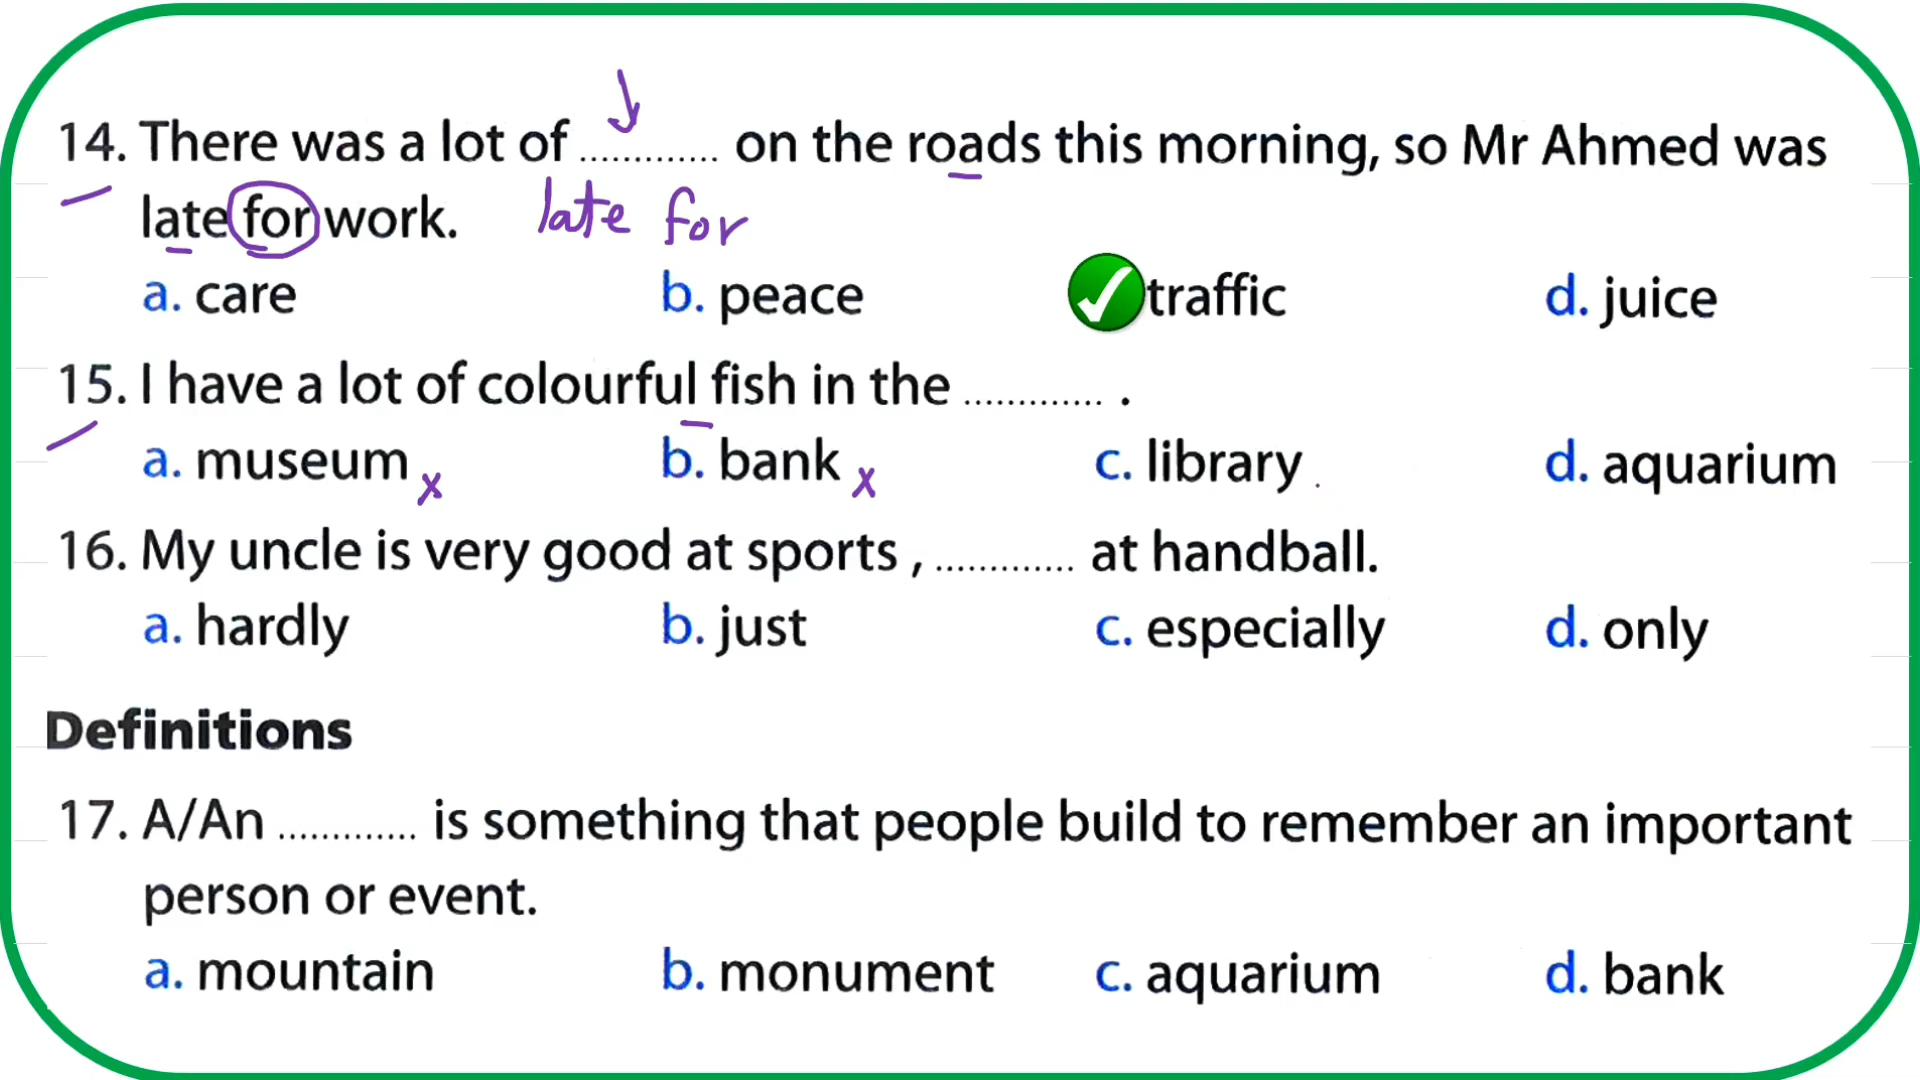 14. There was a lot of ............. on the roads this morning, so Mr Ahmed was
late for work. late for
a. care b. peace traffic d. juice
15. I have a lot of colourful fish in the ............. .
a. museum x b. bank x c. library d. aquarium
16. My uncle is very good at sports , ............. at handball.
a. hardly b. just c. especially d. only
Definitions
17. A/An ............. is something that people build to remember an important
person or event.
a. mountain b. monument c. aquarium d. bank